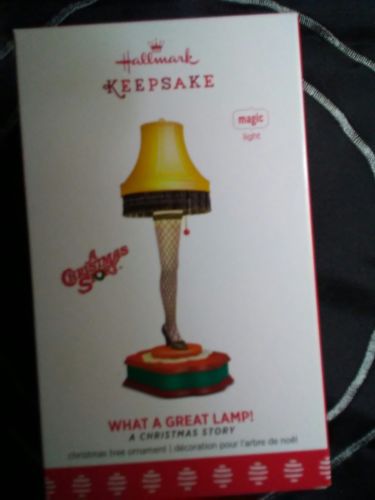 Hallmark
KEEPSAKE
magic
light
A
CHRISTMAS
STORY
WHAT A GREAT LAMP!
A CHRISTMAS STORY
christmas tree ornament | décoration pour l'arbre de noël